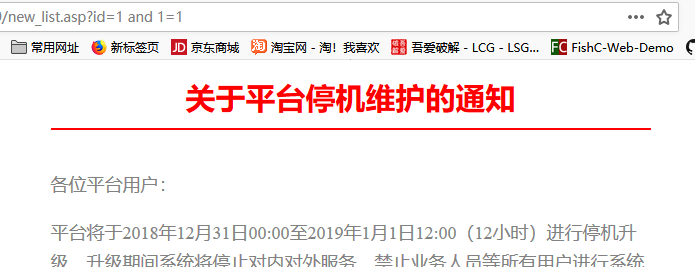 /new_list.asp?id=1 and 1=1
常用网址 新标签页 京东商城 淘宝网 - 淘！我喜欢 吾爱破解 - LCG - LSG... FishC-Web-Demo
关于平台停机维护的通知
各位平台用户：
平台将于2018年12月31日00:00至2019年1月1日12:00（12小时）进行停机升
级，升级期间系统将停止对内对外服务，禁止业务人员等所有用户进行系统